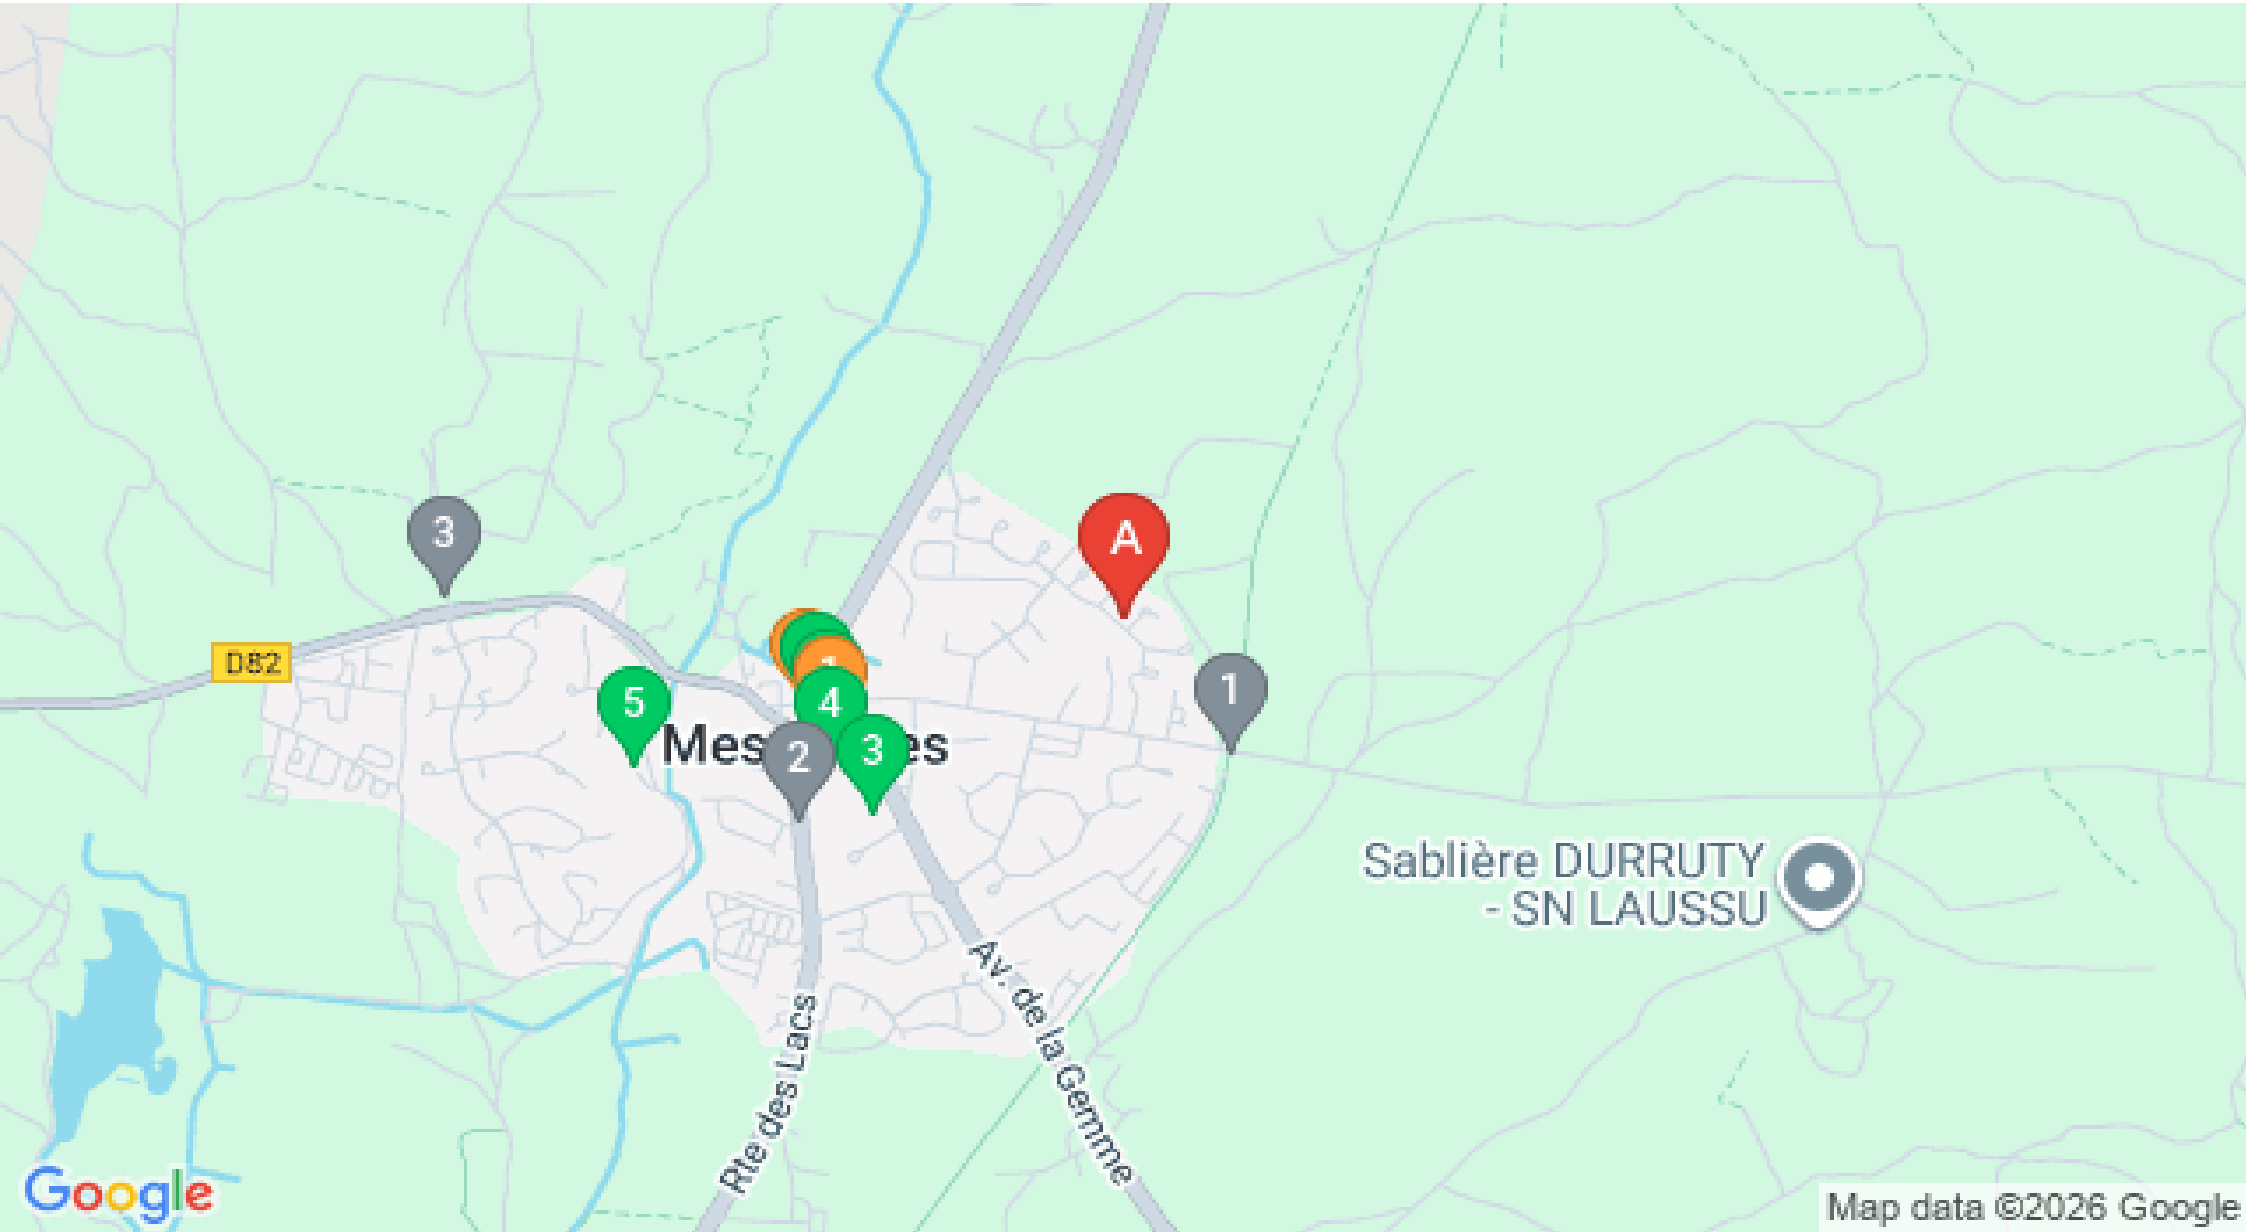 A
3
D82
5
4
1
2
3
Sablière DURRUTY
- SN LAUSSU
Av. de la Gemme
Rte des Lacs
Google
Map data ©2026 Google